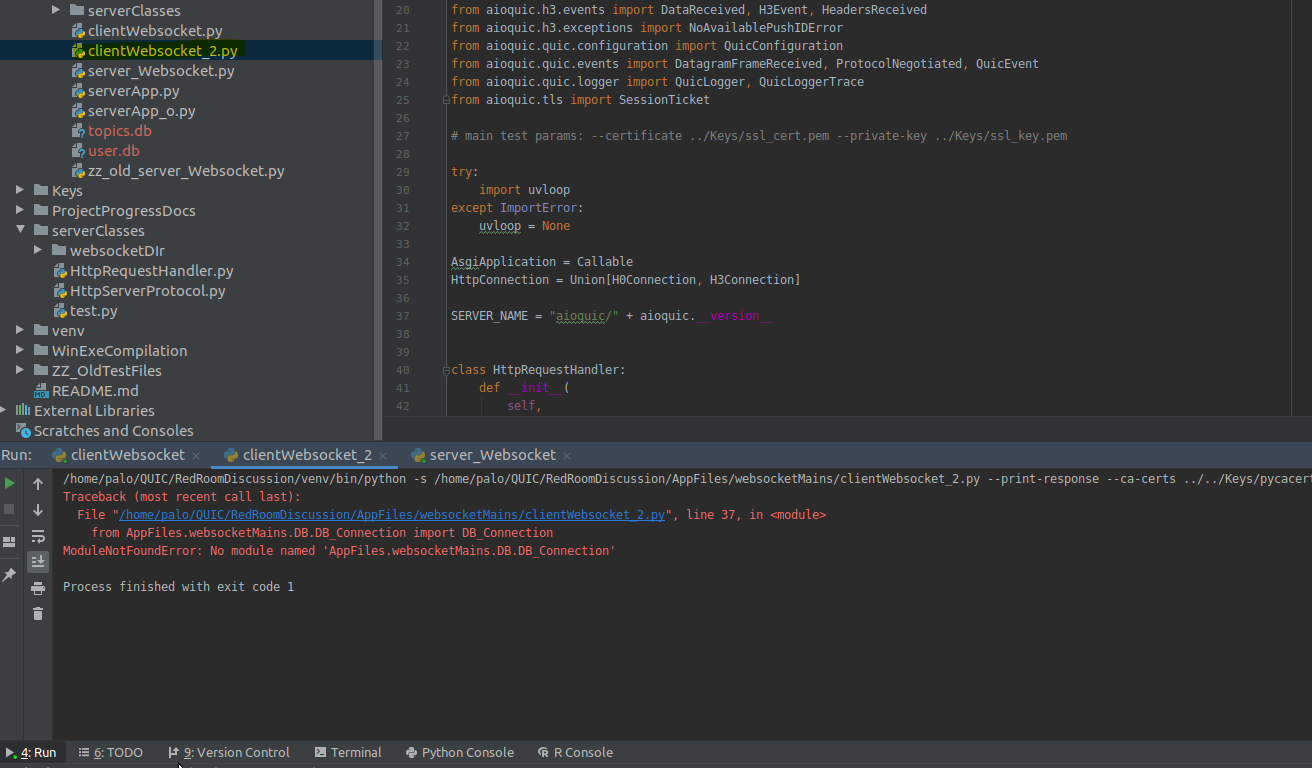 serverClasses
clientWebsocket.py
clientWebsocket_2.py
server_Websocket.py
serverApp.py
serverApp_o.py
topics.db
user.db
zz_old_server_Websocket.py
Keys
ProjectProgressDocs
serverClasses
websocketDIr
HttpRequestHandler.py
HttpServerProtocol.py
test.py
venv
WinExeCompilation
ZZ_OldTestFiles
README.md
External Libraries
Scratches and Consoles
20 from aioquic.h3.events import DataReceived, H3Event, HeadersReceived
21 from aioquic.h3.exceptions import NoAvailablePushIDError
22 from aioquic.quic.configuration import QuicConfiguration
23 from aioquic.quic.events import DatagramFrameReceived, ProtocolNegotiated, QuicEvent
24 from aioquic.quic.logger import QuicLogger, QuicLoggerTrace
25 from aioquic.tls import SessionTicket
26
27 # main test params: --certificate ../Keys/ssl_cert.pem --private-key ../Keys/ssl_key.pem
28
29 try:
30 import uvloop
31 except ImportError:
32 uvloop = None
33
34 AsgiApplication = Callable
35 HttpConnection = Union[H0Connection, H3Connection]
36
37 SERVER_NAME = "aioquic/" + aioquic.__version__
38
39
40 class HttpRequestHandler:
41 def __init__(
42 self,
Run: clientWebsocket × clientWebsocket_2 × server_Websocket ×
/home/palo/QUIC/RedRoomDiscussion/venv/bin/python -s /home/palo/QUIC/RedRoomDiscussion/AppFiles/websocketMains/clientWebsocket_2.py --print-response --ca-certs ../../Keys/pycacert
Traceback (most recent call last):
File "/home/palo/QUIC/RedRoomDiscussion/AppFiles/websocketMains/clientWebsocket_2.py", line 37, in <module>
from AppFiles.websocketMains.DB.DB_Connection import DB_Connection
ModuleNotFoundError: No module named 'AppFiles.websocketMains.DB.DB_Connection'
Process finished with exit code 1
4: Run 6: TODO 9: Version Control Terminal Python Console R Console